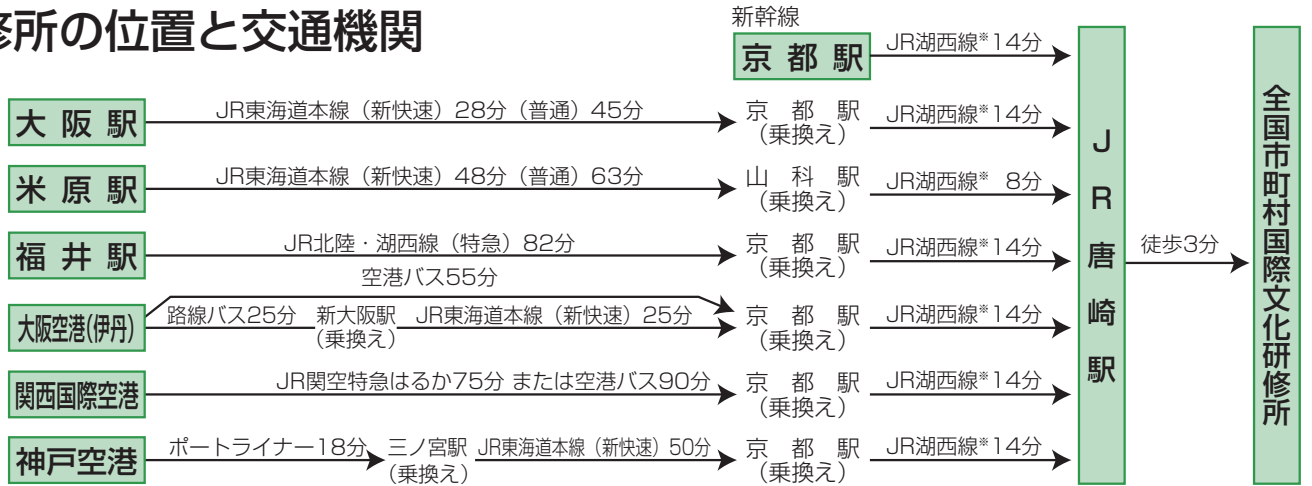 修所の位置と交通機関
新幹線
京都駅
JR湖西線※14分
大阪駅
JR東海道本線（新快速）28分（普通）45分
京都駅
（乗換え）
JR湖西線※14分
米原駅
JR東海道本線（新快速）48分（普通）63分
山科駅
（乗換え）
JR湖西線※ 8分
福井駅
JR北陸・湖西線（特急）82分
京都駅
（乗換え）
JR湖西線※14分
大阪空港(伊丹)
空港バス55分
路線バス25分
新大阪駅
（乗換え）
JR東海道本線（新快速）25分
京都駅
（乗換え）
JR湖西線※14分
関西国際空港
JR関空特急はるか75分 または空港バス90分
京都駅
（乗換え）
JR湖西線※14分
神戸空港
ポートライナー18分
三ノ宮駅
（乗換え）
JR東海道本線（新快速）50分
京都駅
（乗換え）
JR湖西線※14分
JR唐崎駅
徒歩3分
全国市町村国際文化研修所